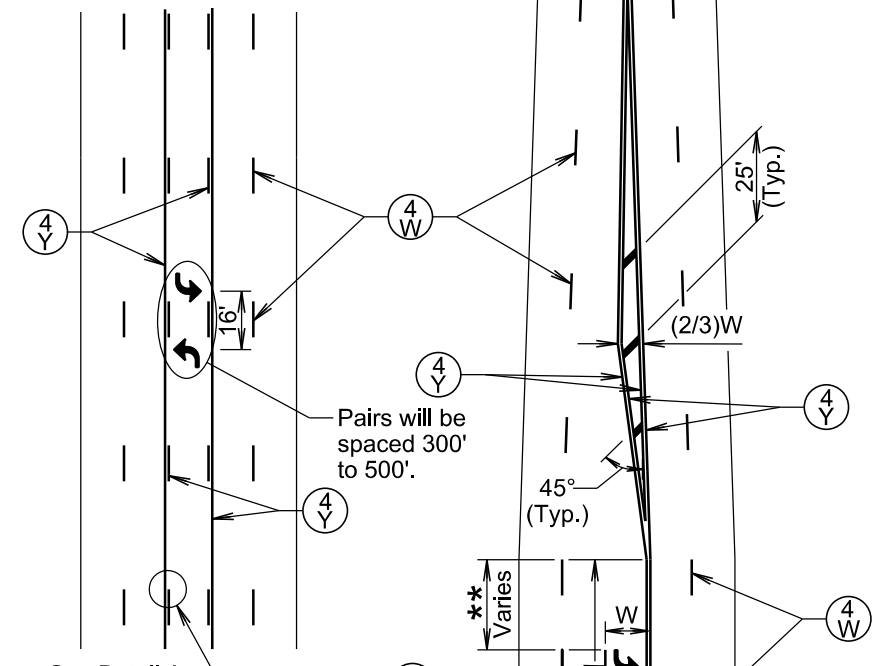 4
Y
4
W
25'
(Typ.)
16'
(2/3)W
4
Y
4
Y
Pairs will be
spaced 300'
to 500'.
45°
(Typ.)
4
Y
**
Varies
W
4
W